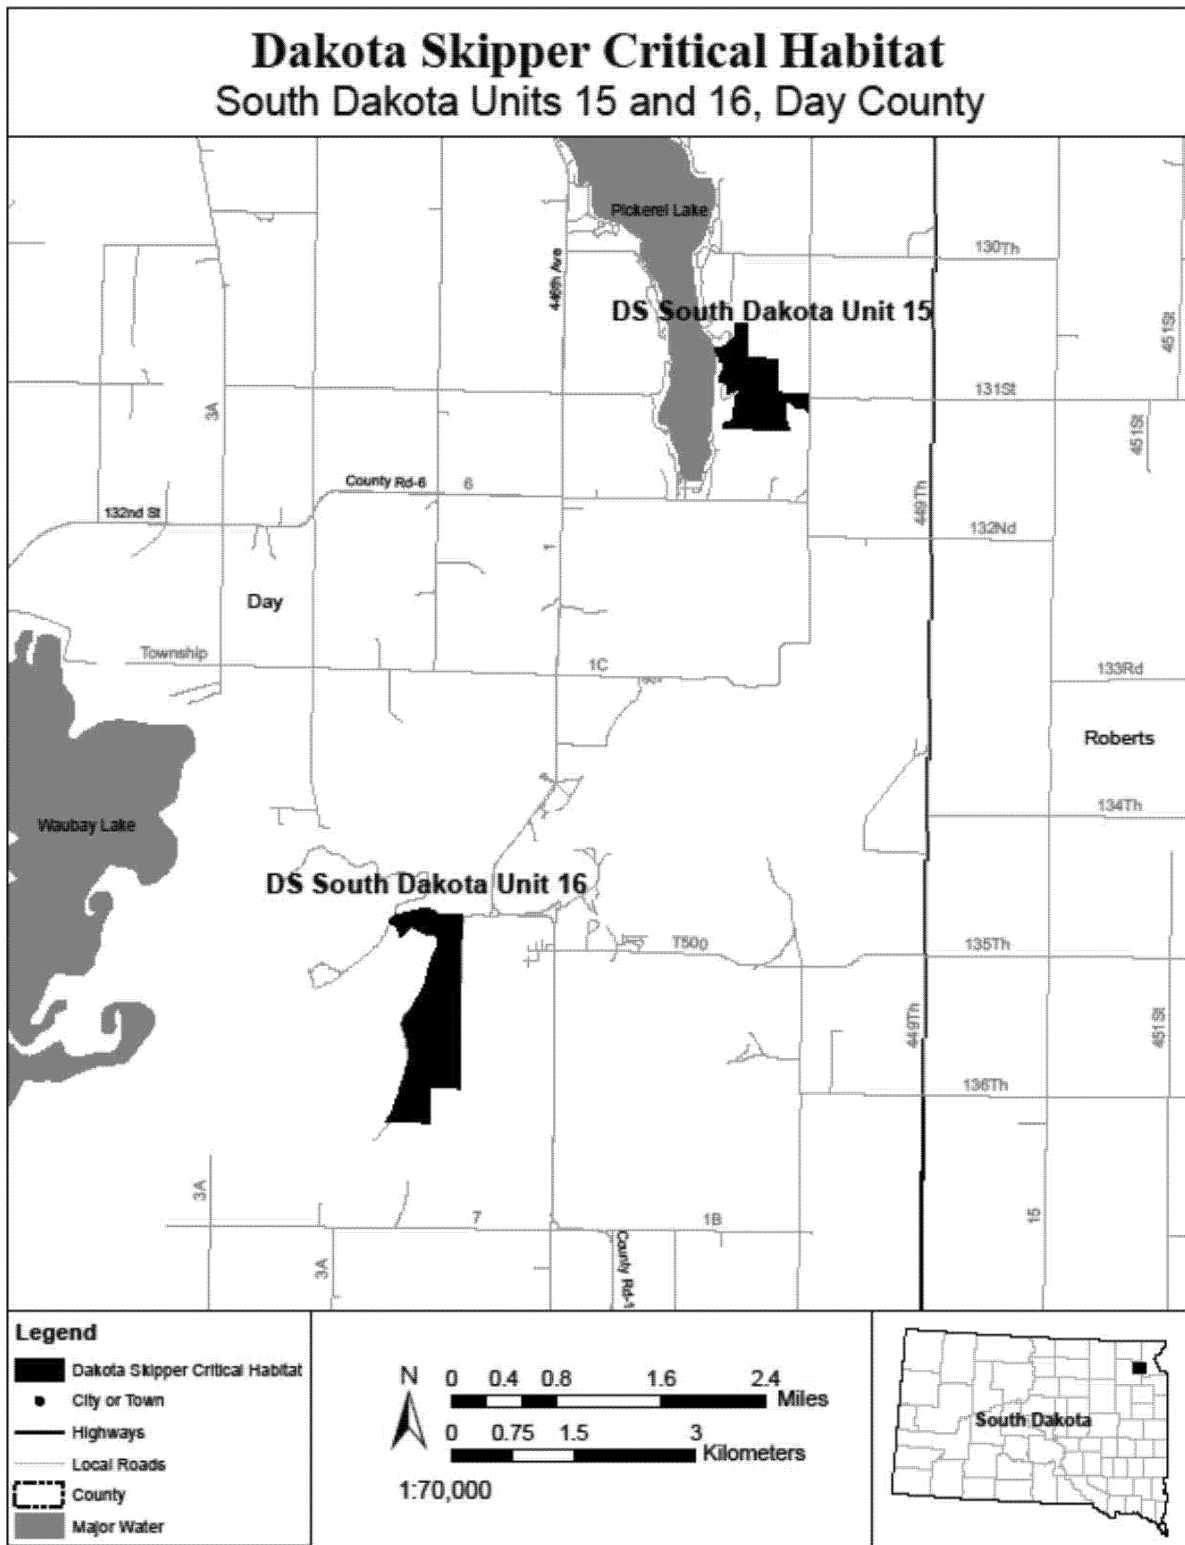 Dakota Skipper Critical Habitat
South Dakota Units 15 and 16, Day County
Pickerel Lake
130Th
446th Ave
DS South Dakota Unit 15
451St
131St
3A
451St
County Rd-6
6
132nd St
449Th
132Nd
1
Day
Township
1C
133Rd
Roberts
134Th
Waubay Lake
DS South Dakota Unit 16
135Th
449Th
451St
136Th
3A
7
1B
15
3A
County Rd-1
Legend
Dakota Skipper Critical Habitat
City or Town
Highways
Local Roads
County
Major Water
N
0 0.4 0.8 1.6 2.4
Miles
0 0.75 1.5 3
Kilometers
1:70,000
South Dakota